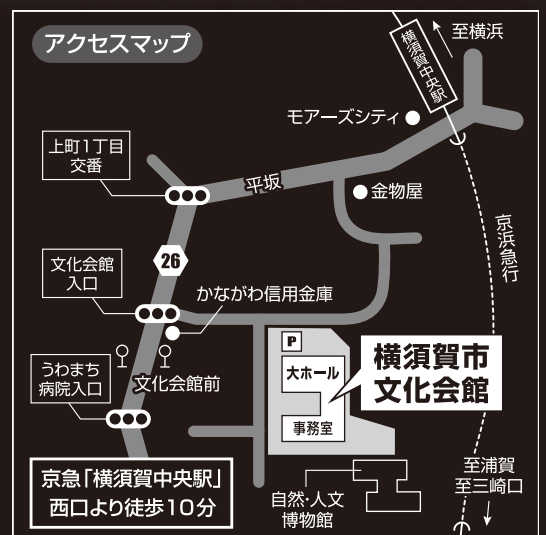 アクセスマップ
至横浜
横須賀中央駅
モアーズシティ
上町1丁目
交番
平坂
金物屋
京浜急行
26
文化会館
入口
かながわ信用金庫
P
大ホール
横須賀市
文化会館
うわまち
病院入口
文化会館前
事務室
京急「横須賀中央駅」
西口より徒歩10分
自然・人文
博物館
至浦賀
至三崎口